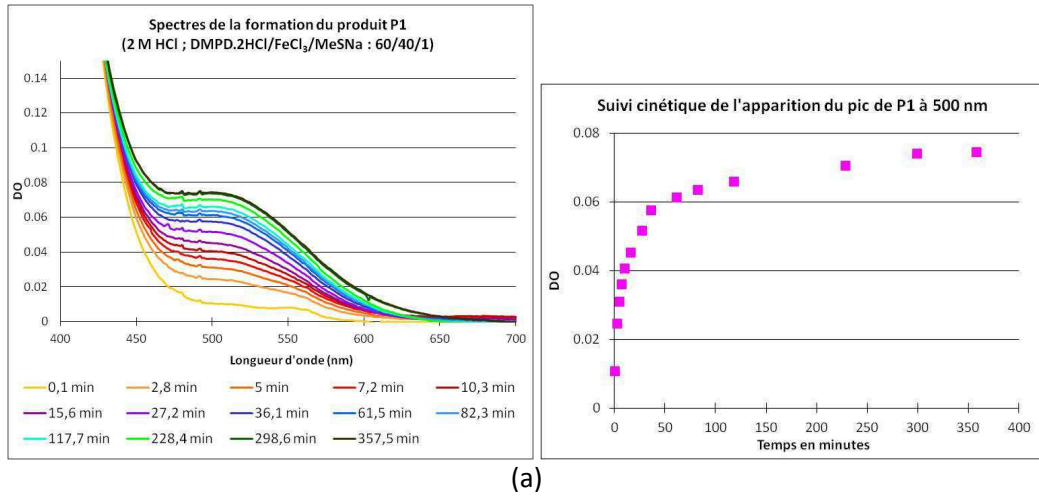 Spectres de la formation du produit P1
(2 M HCl ; DMPD.2HCl/FeCl₃/MeSNa : 60/40/1)
0.14
0.12
0.1
0.08
0.06
0.04
0.02
0
DO
400 450 500 550 600 650 700
Longueur d'onde (nm)
0,1 min 2,8 min 5 min 7,2 min 10,3 min
15,6 min 27,2 min 36,1 min 61,5 min 82,3 min
117,7 min 228,4 min 298,6 min 357,5 min
Suivi cinétique de l'apparition du pic de P1 à 500 nm
0.08
0.06
0.04
0.02
0
DO
0 50 100 150 200 250 300 350 400
Temps en minutes
(a)